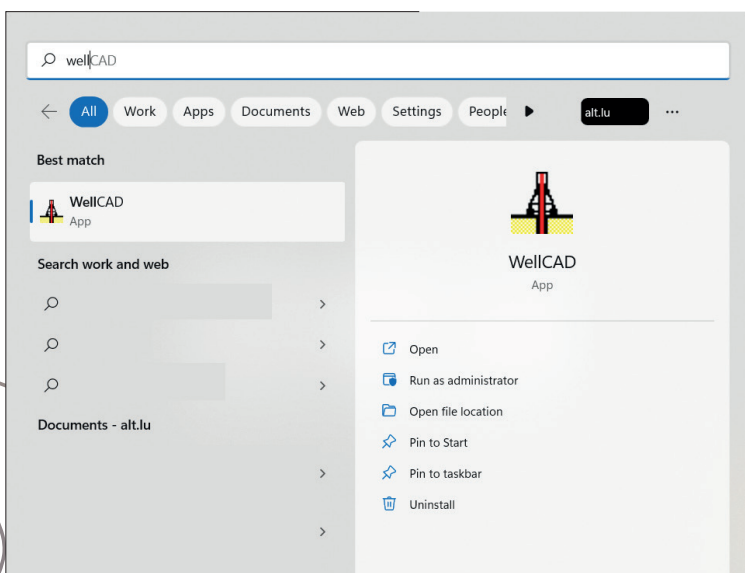 wellCAD
All Work Apps Documents Web Settings People alt.lu ...
Best match
WellCAD
App
Search work and web
Documents - alt.lu
WellCAD
App
Open
Run as administrator
Open file location
Pin to Start
Pin to taskbar
Uninstall